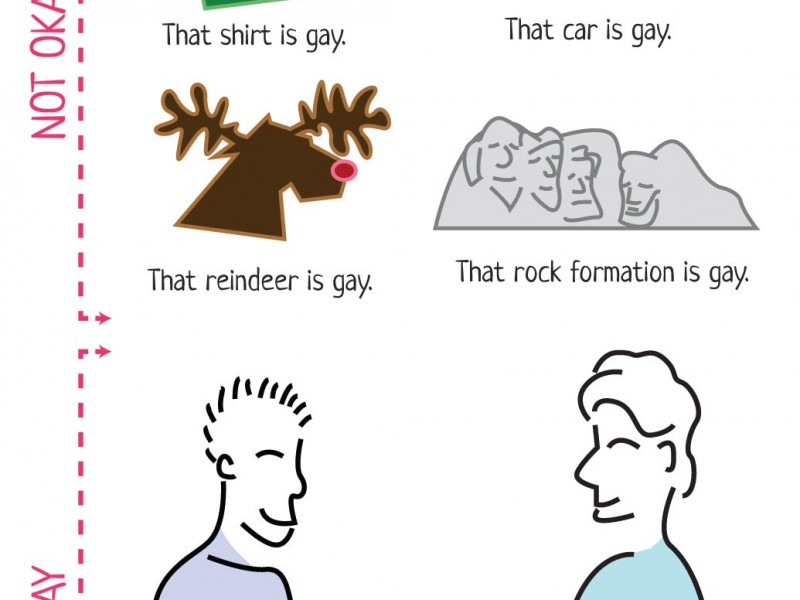 NOT OKA
That shirt is gay.
That car is gay.
That reindeer is gay.
That rock formation is gay.
AY